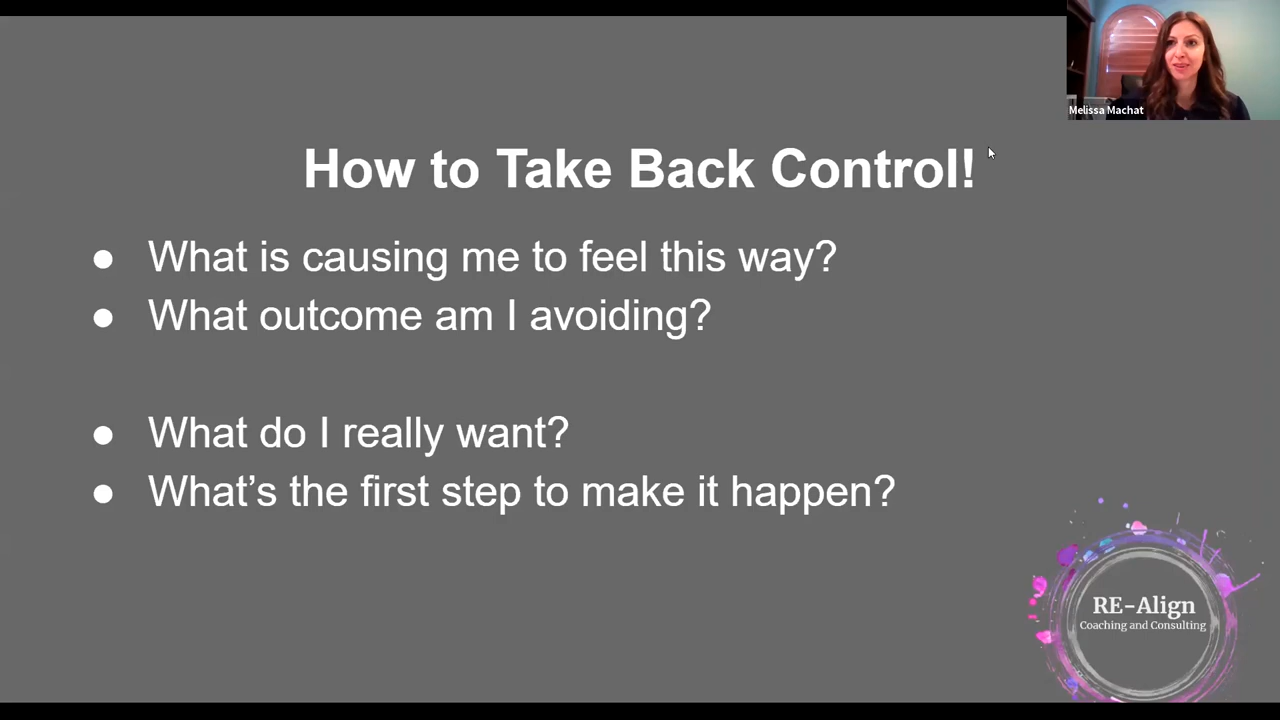 Melissa Machat
How to Take Back Control!
● What is causing me to feel this way?
● What outcome am I avoiding?
● What do I really want?
● What’s the first step to make it happen?
RE-Align
Coaching and Consulting